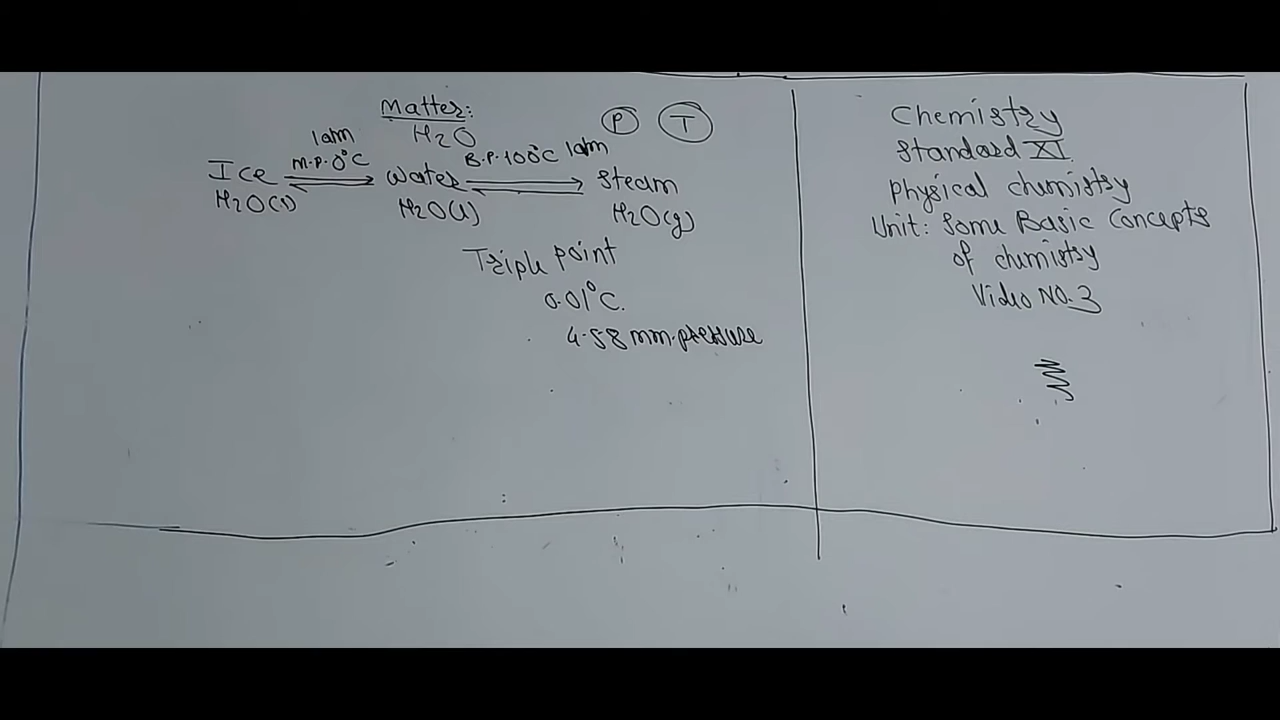 Matter:
H2O
P T
1atm
M.P.0°C
B.P.100°C 1atm
Ice ⇌ Water ⇌ Steam
H2O(s) H2O(l) H2O(g)
Triple point
0.01°C.
4.58 mm.pressure
Chemistry
Standard XI
physical chemistry
Unit: Some Basic Concepts
of chemistry
Video NO.3